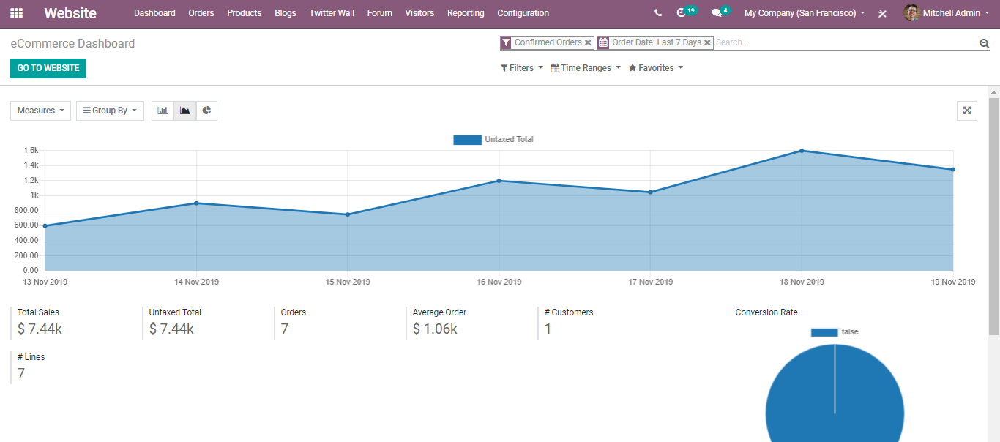 Website Dashboard Orders Products Blogs Twitter Wall Forum Visitors Reporting Configuration 19 4 My Company (San Francisco) Mitchell Admin
eCommerce Dashboard
Confirmed Orders Order Date: Last 7 Days Search...
GO TO WEBSITE
Filters Time Ranges Favorites
Measures Group By
Untaxed Total
1.6k
1.4k
1.2k
1k
800.00
600.00
400.00
200.00
0.00
13 Nov 2019 14 Nov 2019 15 Nov 2019 16 Nov 2019 17 Nov 2019 18 Nov 2019 19 Nov 2019
Total Sales Untaxed Total Orders Average Order # Customers Conversion Rate
$ 7.44k $ 7.44k 7 $ 1.06k 1
false
# Lines
7